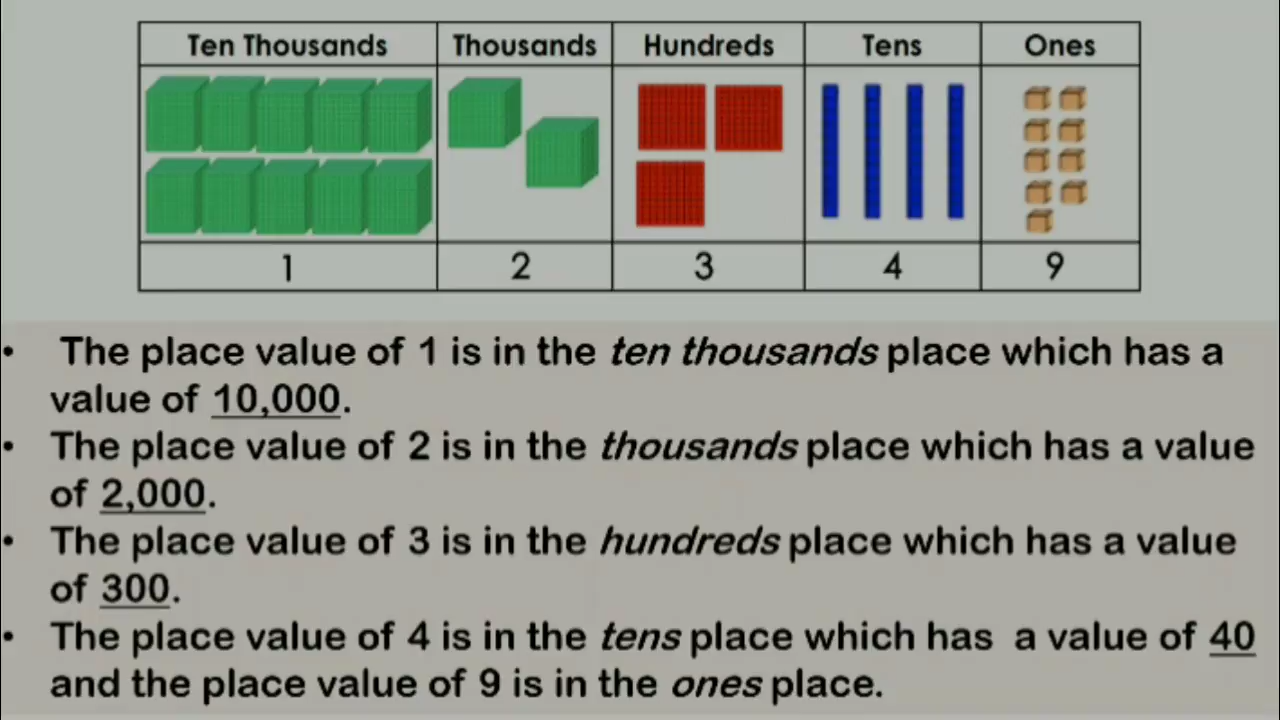 Ten Thousands Thousands Hundreds Tens Ones
1 2 3 4 9
• The place value of 1 is in the ten thousands place which has a
value of 10,000.
• The place value of 2 is in the thousands place which has a value
of 2,000.
• The place value of 3 is in the hundreds place which has a value
of 300.
• The place value of 4 is in the tens place which has a value of 40
and the place value of 9 is in the ones place.